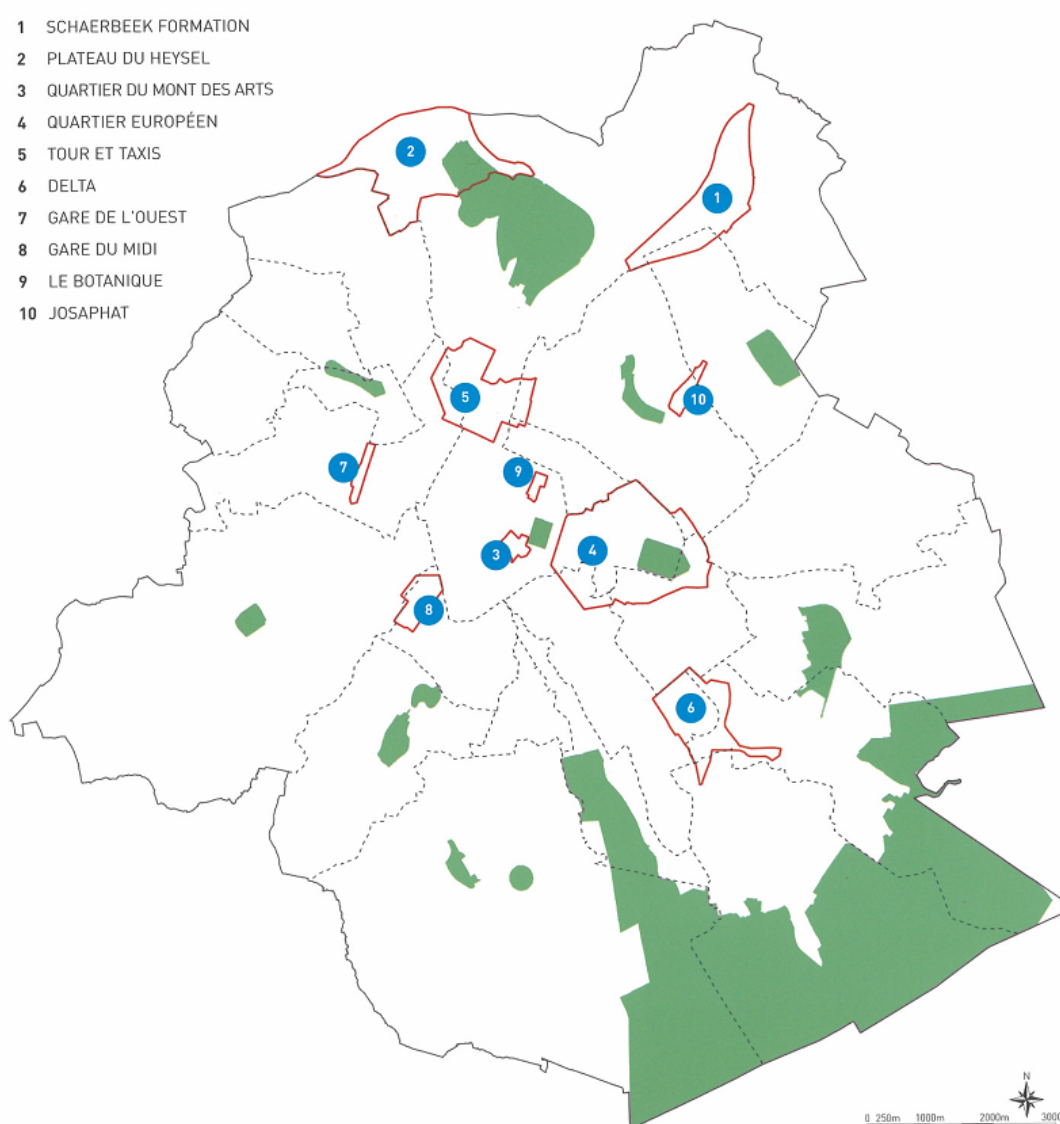 1 SCHAERBEEK FORMATION
2 PLATEAU DU HEYSEL
3 QUARTIER DU MONT DES ARTS
4 QUARTIER EUROPÉEN
5 TOUR ET TAXIS
6 DELTA
7 GARE DE L'OUEST
8 GARE DU MIDI
9 LE BOTANIQUE
10 JOSAPHAT
2
1
5
10
7
9
3
4
8
6
N
0 250m 1000m 2000m 3000